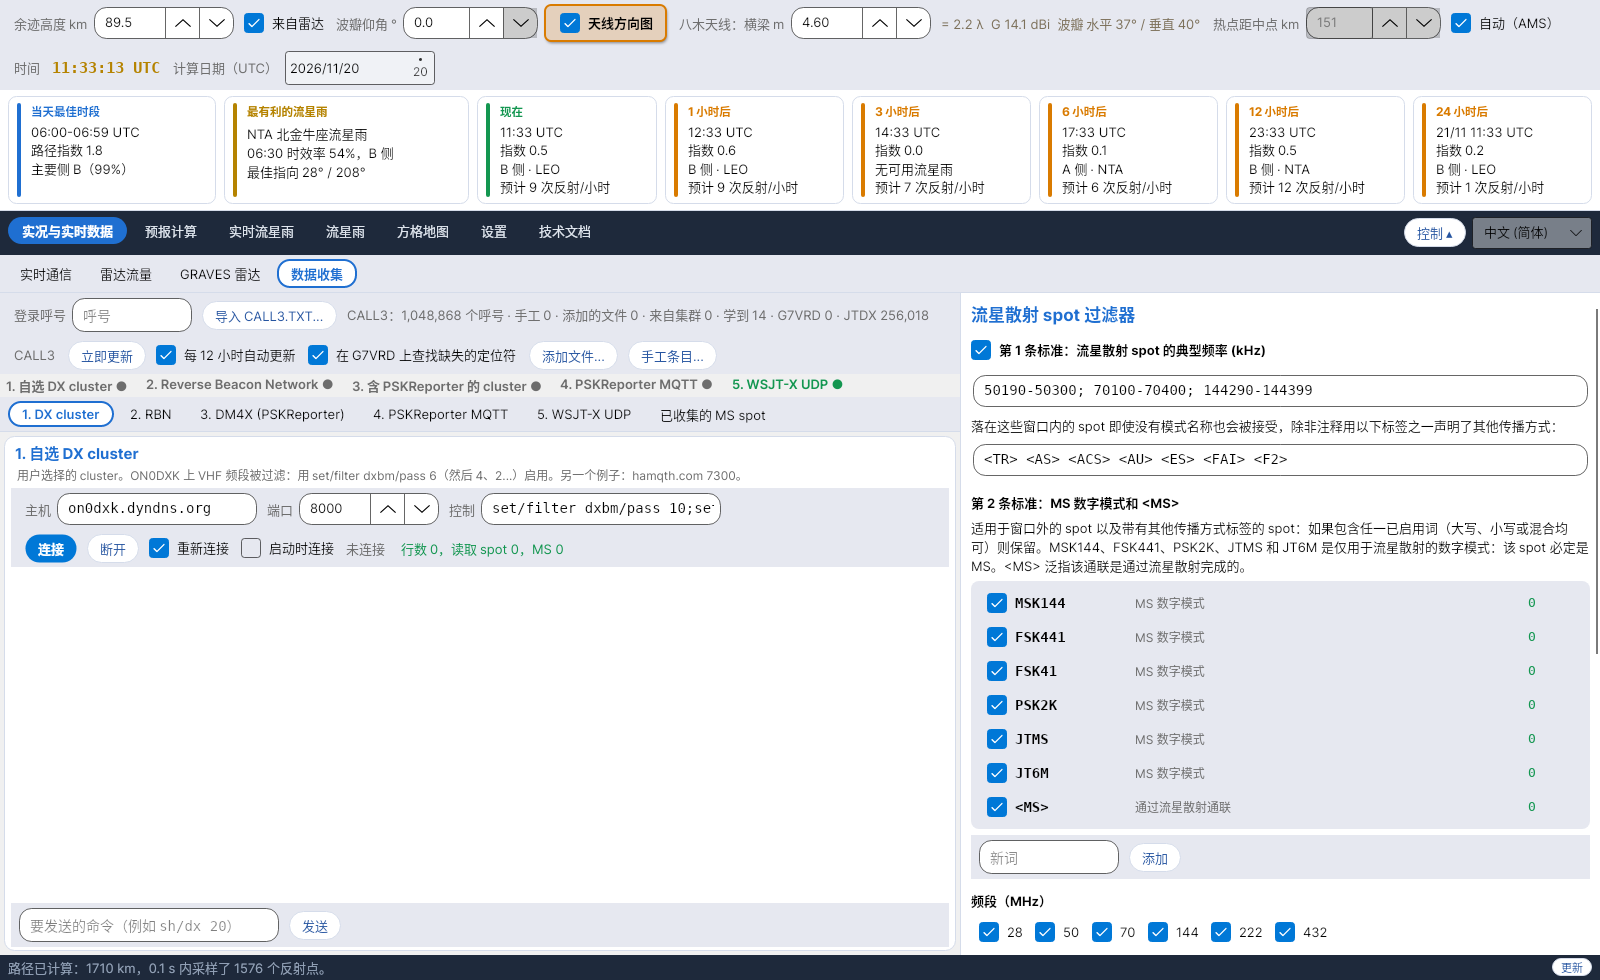 余迹高度 km 89.5 来自雷达 波瓣仰角 ° 0.0 天线方向图 八木天线：横梁 m 4.60 = 2.2 λ G 14.1 dBi 波瓣 水平 37° / 垂直 40° 热点距中点 km 151 自动（AMS）
时间 11:33:13 UTC 计算日期（UTC） 2026/11/20 20
当天最佳时段
06:00-06:59 UTC
路径指数 1.8
主要侧 B（99%）
最有利的流星雨
NTA 北金牛座流星雨
06:30 时效率 54%，B 侧
最佳指向 28° / 208°
现在
11:33 UTC
指数 0.5
B 侧 · LEO
预计 9 次反射/小时
1 小时后
12:33 UTC
指数 0.6
B 侧 · LEO
预计 9 次反射/小时
3 小时后
14:33 UTC
指数 0.0
无可用流星雨
预计 7 次反射/小时
6 小时后
17:33 UTC
指数 0.1
A 侧 · NTA
预计 6 次反射/小时
12 小时后
23:33 UTC
指数 0.5
B 侧 · NTA
预计 12 次反射/小时
24 小时后
21/11 11:33 UTC
指数 0.2
B 侧 · LEO
预计 1 次反射/小时
实况与实时数据 预报计算 实时流星雨 流星雨 方格地图 设置 技术文档 控制 ▴ 中文 (简体)
实时通信 雷达流量 GRAVES 雷达 数据收集
登录呼号 呼号 导入 CALL3.TXT... CALL3：1,048,868 个呼号 · 手工 0 · 添加的文件 0 · 来自集群 0 · 学到 14 · G7VRD 0 · JTDX 256,018
CALL3 立即更新 每 12 小时自动更新 在 G7VRD 上查找缺失的定位符 添加文件... 手工条目...
1. 自选 DX cluster ● 2. Reverse Beacon Network ● 3. 含 PSKReporter 的 cluster ● 4. PSKReporter MQTT ● 5. WSJT-X UDP ●
1. DX cluster 2. RBN 3. DM4X (PSKReporter) 4. PSKReporter MQTT 5. WSJT-X UDP 已收集的 MS spot
1. 自选 DX cluster
用户选择的 cluster。ON0DXK 上 VHF 频段被过滤：用 set/filter dxbm/pass 6（然后 4、2...）启用。另一个例子：hamqth.com 7300。
主机 on0dxk.dyndns.org 端口 8000 控制 set/filter dxbm/pass 10;se
连接 断开 重新连接 启动时连接 未连接 行数 0，读取 spot 0，MS 0
要发送的命令（例如 sh/dx 20） 发送
流星散射 spot 过滤器
第 1 条标准：流星散射 spot 的典型频率 (kHz)
50190-50300; 70100-70400; 144290-144399
落在这些窗口内的 spot 即使没有模式名称也会被接受，除非注释用以下标签之一声明了其他传播方式：
<TR> <AS> <ACS> <AU> <ES> <FAI> <F2>
第 2 条标准：MS 数字模式和 <MS>
适用于窗口外的 spot 以及带有其他传播方式标签的 spot：如果包含任一已启用词（大写、小写或混合均
可）则保留。MSK144、FSK441、PSK2K、JTMS 和 JT6M 是仅用于流星散射的数字模式：该 spot 必定是
MS。<MS> 泛指该通联是通过流星散射完成的。
MSK144 MS 数字模式 0
FSK441 MS 数字模式 0
FSK41 MS 数字模式 0
PSK2K MS 数字模式 0
JTMS MS 数字模式 0
JT6M MS 数字模式 0
<MS> 通过流星散射通联 0
新词 添加
频段（MHz）
28 50 70 144 222 432
路径已计算：1710 km，0.1 s 内采样了 1576 个反射点。 更新